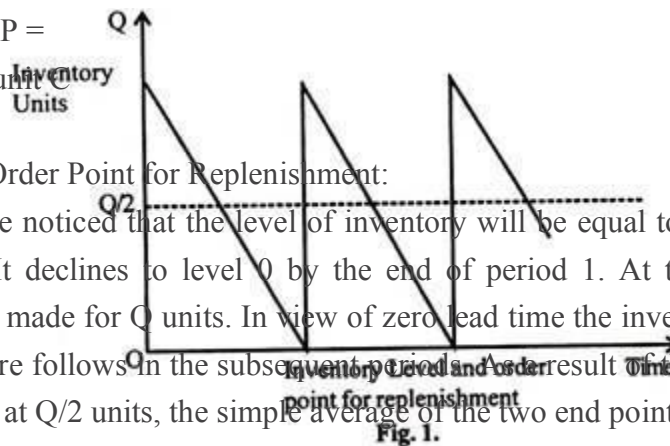 Q
P =
unit C
Inventory
Units
Order Point for Replenishment:
Q/2
e noticed that the level of inventory will be equal to
It declines to level 0 by the end of period 1. At t
made for Q units. In view of zero lead time the inve
re follows in the subsequent periods. As a result of
O
Inventory Level and order
Time
point for replenishment
at Q/2 units, the simple average of the two end point
Fig. 1.